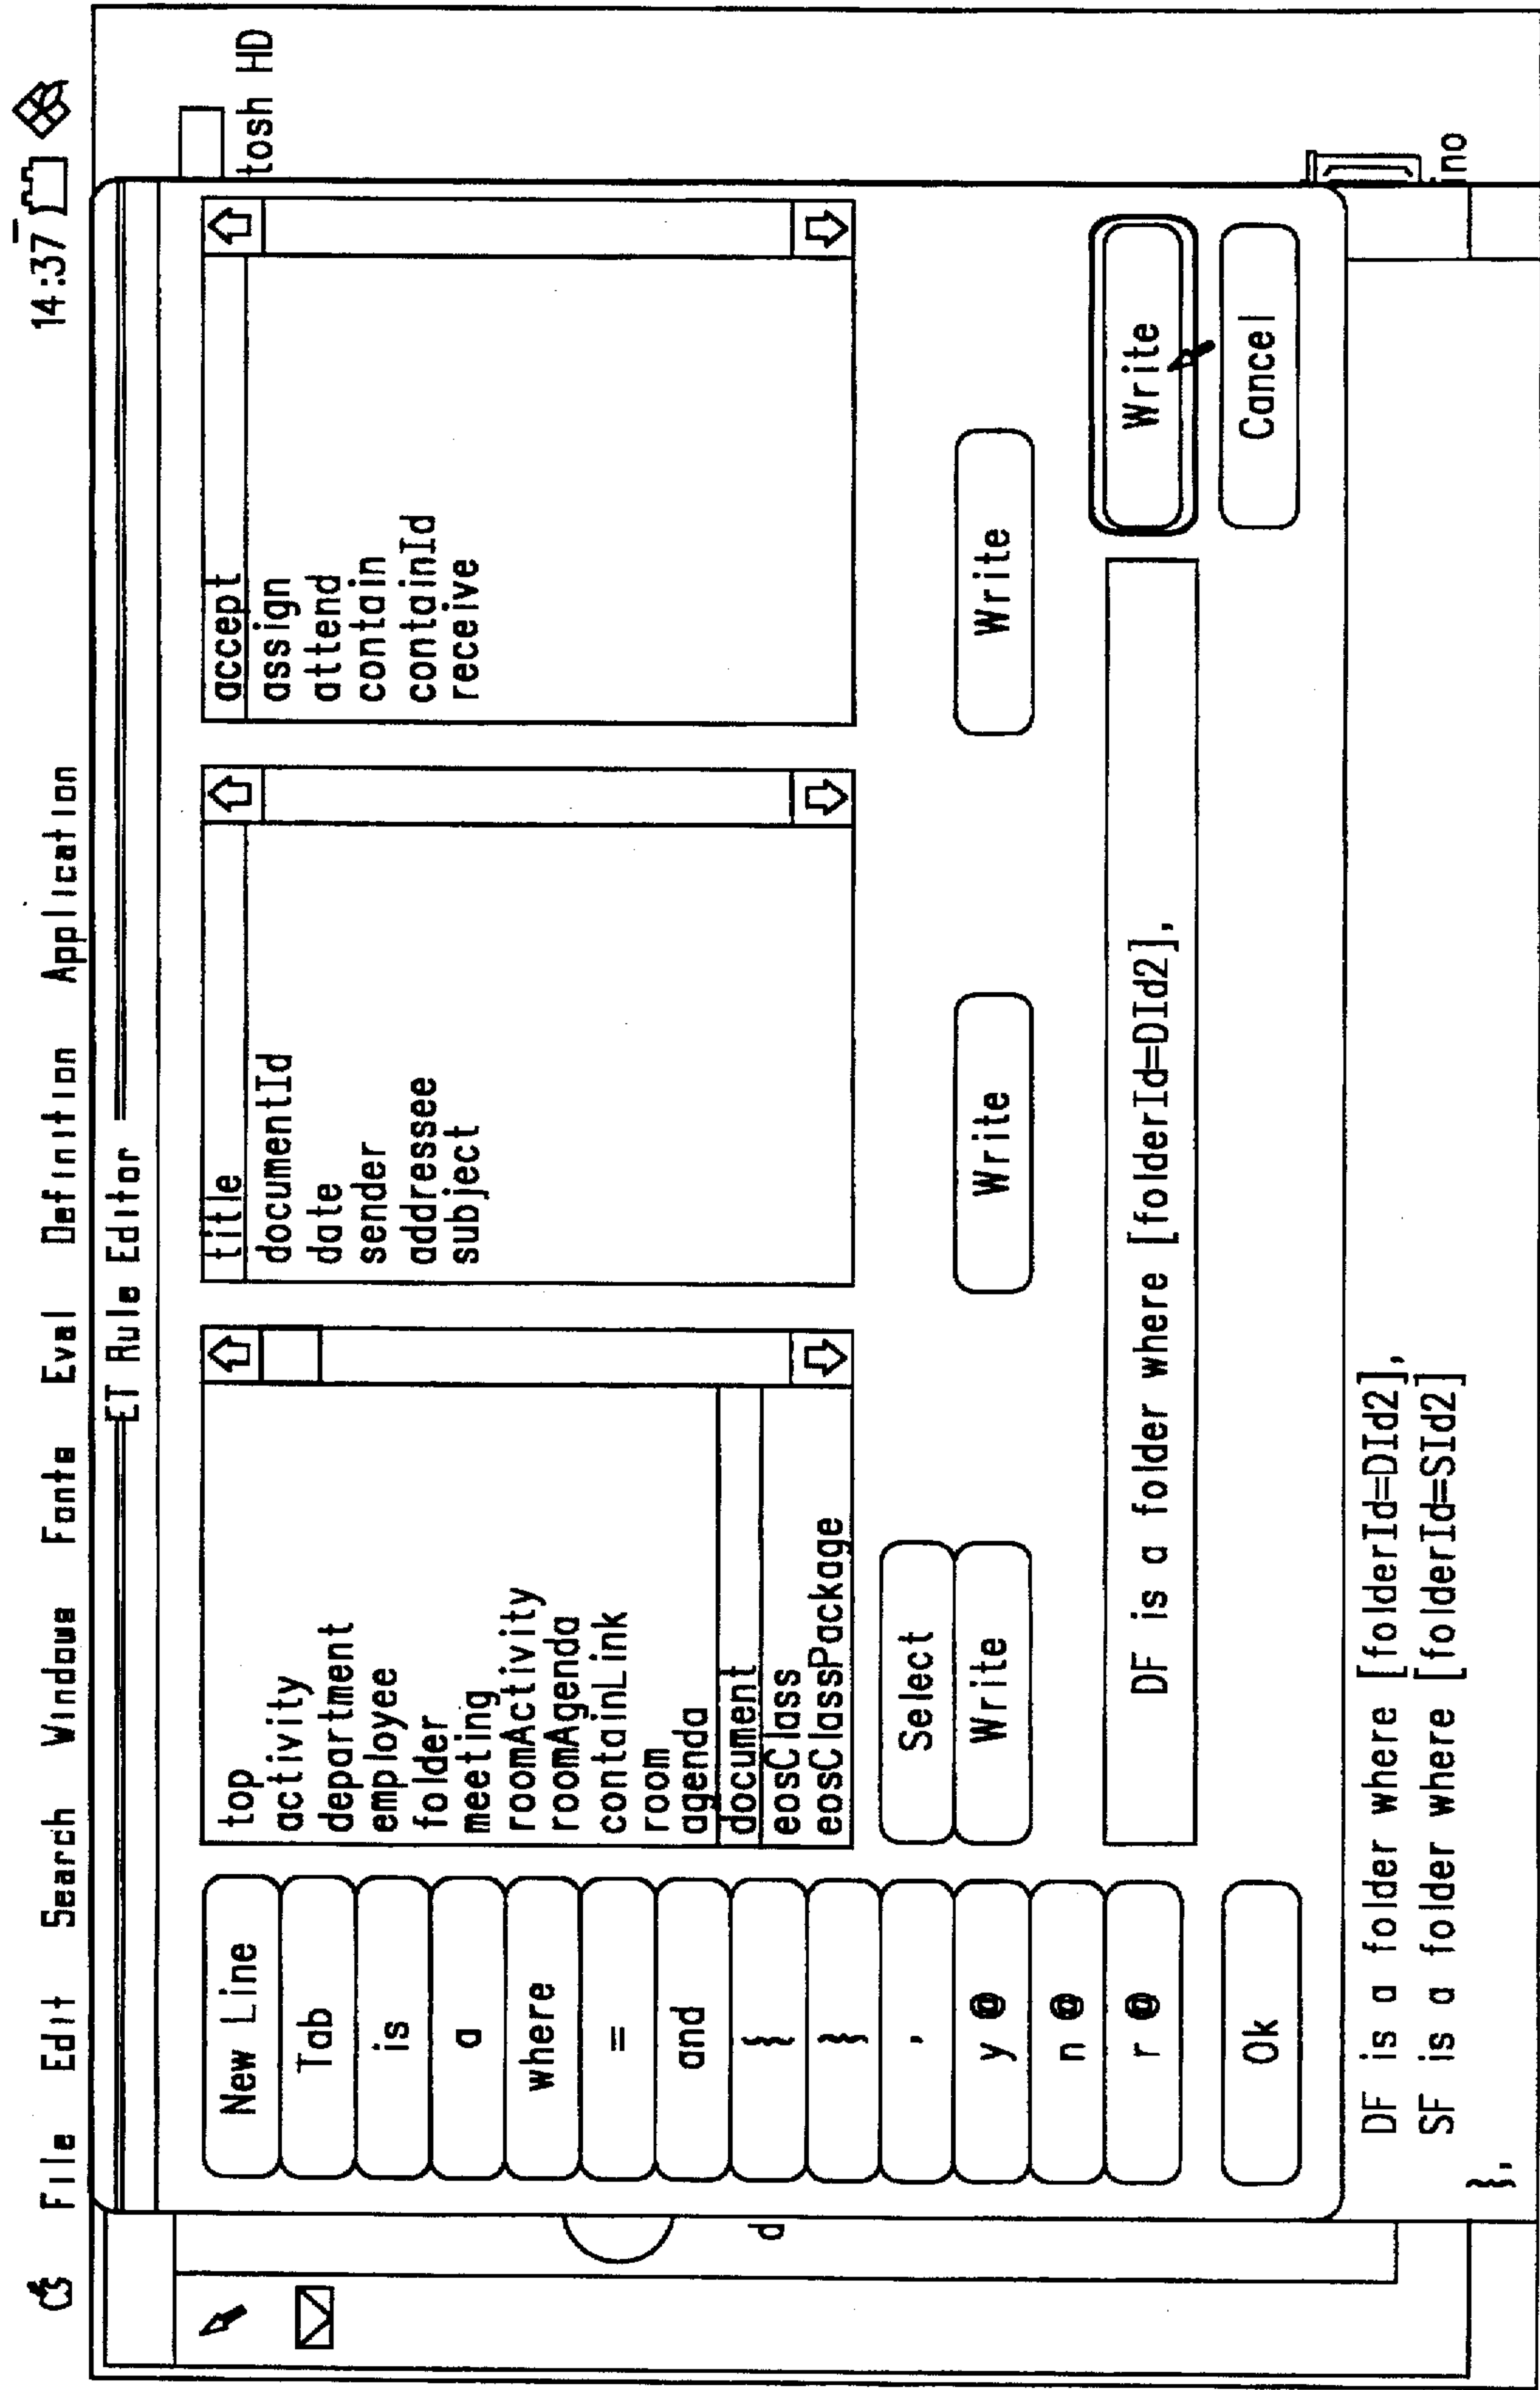 File Edit Search Windows Fonts Eval Definition Application 14:37
ET Rule Editor
tosh HD
New Line
Tab
is
a
where
=
and
{
}
,
y @
n @
r @
Ok
top
activity
department
employee
folder
meeting
roomActivity
roomAgenda
containLink
room
agenda
document
eosClass
eosClassPackage
Select
Write
title
documentId
date
sender
addressee
subject
Write
accept
assign
attend
contain
containId
receive
Write
DF is a folder where [folderId=DId2],
Write
Cancel
DF is a folder where [folderId=DId2],
SF is a folder where [folderId=SId2]
},